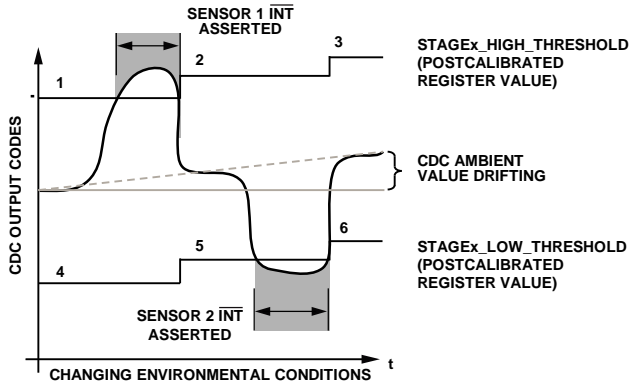 SENSOR 1 INT
ASSERTED
1
2
3
STAGEx_HIGH_THRESHOLD
(POSTCALIBRATED
REGISTER VALUE)
CDC OUTPUT CODES
CDC AMBIENT
VALUE DRIFTING
4
5
6
STAGEx_LOW_THRESHOLD
(POSTCALIBRATED
REGISTER VALUE)
SENSOR 2 INT
ASSERTED
t
CHANGING ENVIRONMENTAL CONDITIONS